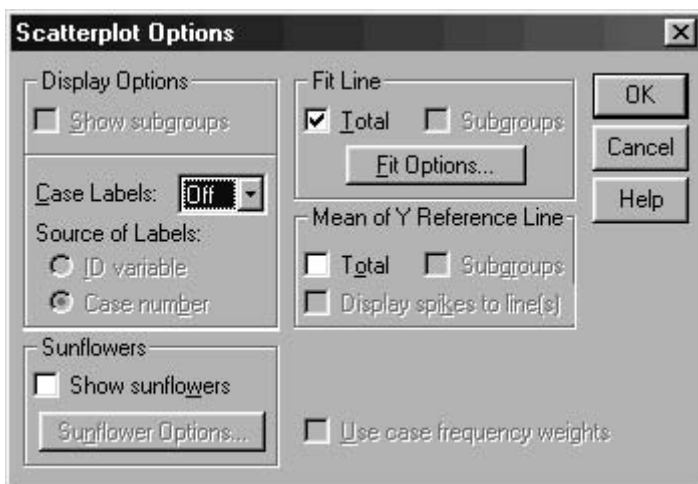 Scatterplot Options
Display Options
Show subgroups
Case Labels: Off
Source of Labels:
ID variable
Case number
Sunflowers
Show sunflowers
Sunflower Options...
Fit Line
Total Subgroups
Fit Options...
Mean of Y Reference Line
Total Subgroups
Display spikes to line(s)
Use case frequency weights
OK
Cancel
Help